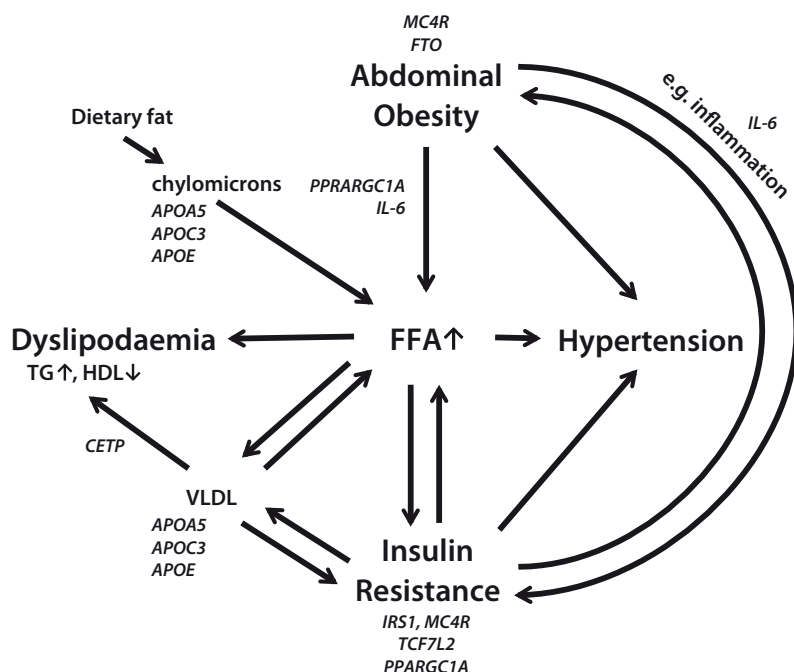 MC4R
FTO
Abdominal
Obesity
e.g. inflammation
IL-6
Dietary fat
chylomicrons
APOA5
APOC3
APOE
PPRARGC1A
IL-6
Dyslipodaemia
TG↑, HDL↓
FFA↑
Hypertension
CETP
VLDL
APOA5
APOC3
APOE
Insulin
Resistance
IRS1, MC4R
TCF7L2
PPARGC1A